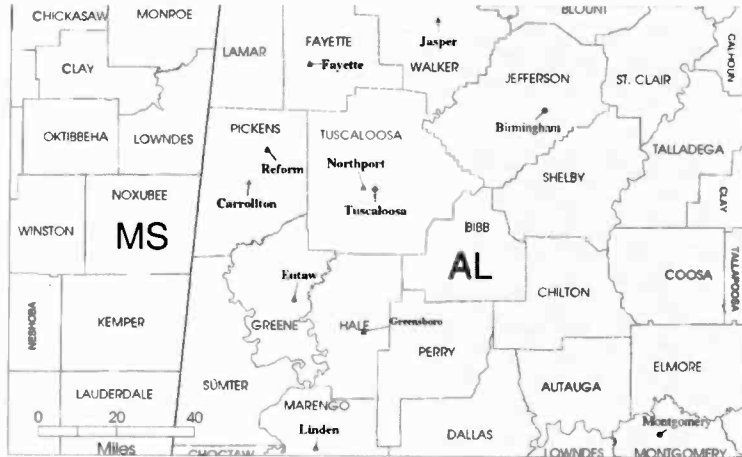 CHICKASAW
MONROE
BLOUNT
LAMAR
FAYETTE
Fayette
Jasper
WALKER
CALHOUN
CLAY
JEFFERSON
ST. CLAIR
OKTIBBEHA
LOWNDES
PICKENS
TUSCALOOSA
Birmingham
Reform
Northport
TALLADEGA
NOXUBEE
Carrollton
Tuscaloosa
SHELBY
CLAY
WINSTON
MS
BIBB
AL
COOSA
TALLAPOOSA
Eutaw
CHILTON
NESHOBA
KEMPER
GREENE
HALE
Greensboro
PERRY
ELMORE
LAUDERDALE
SUMTER
AUTAUGA
MARENGO
0 20 40
Linden
DALLAS
Montgomery
Miles
CHOCTAW
LOWNDES
MONTGOMERY